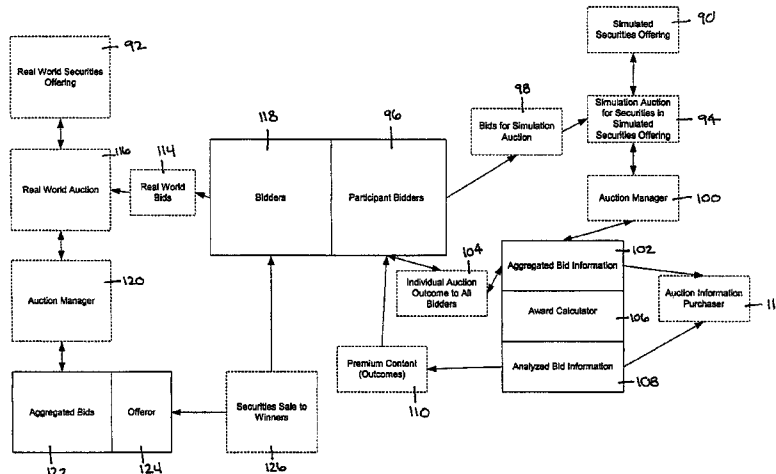 Simulated
Securities Offering
90
92
Real World Securities
Offering
98
118
96
Bids for Simulation
Auction
Simulation Auction
for Securities in
Simulated
Securities Offering
94
116
114
Real World Auction
Real World
Bids
Bidders
Participant Bidders
Auction Manager
100
104
102
120
Individual Auction
Outcome to All
Bidders
Aggregated Bid Information
Auction Manager
Award Calculator
106
Auction Information
Purchaser
11
Premium Content
(Outcomes)
Analyzed Bid Information
110
108
Aggregated Bids
Offeror
Securities Sale to
Winners
122
124
126